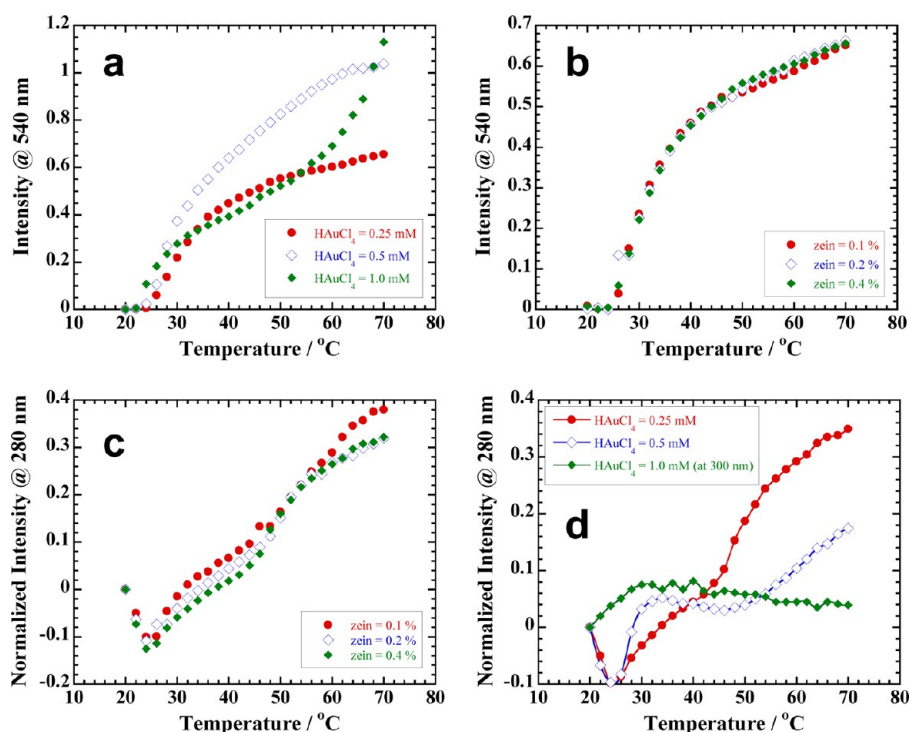 a
Intensity @ 540 nm
1.2
1
0.8
0.6
0.4
0.2
0
HAuCl₄ = 0.25 mM
HAuCl₄ = 0.5 mM
HAuCl₄ = 1.0 mM
10 20 30 40 50 60 70 80
Temperature / °C
b
Intensity @ 540 nm
0.7
0.6
0.5
0.4
0.3
0.2
0.1
0
zein = 0.1 %
zein = 0.2 %
zein = 0.4 %
10 20 30 40 50 60 70 80
Temperature / °C
c
Normalized Intensity @ 280 nm
0.4
0.3
0.2
0.1
0
-0.1
-0.2
zein = 0.1 %
zein = 0.2 %
zein = 0.4 %
10 20 30 40 50 60 70 80
Temperature / °C
Normalized Intensity @ 280 nm
0.4
0.3
0.2
0.1
0
-0.1
HAuCl₄ = 0.25 mM
HAuCl₄ = 0.5 mM
HAuCl₄ = 1.0 mM (at 300 nm)
d
10 20 30 40 50 60 70 80
Temperature / °C